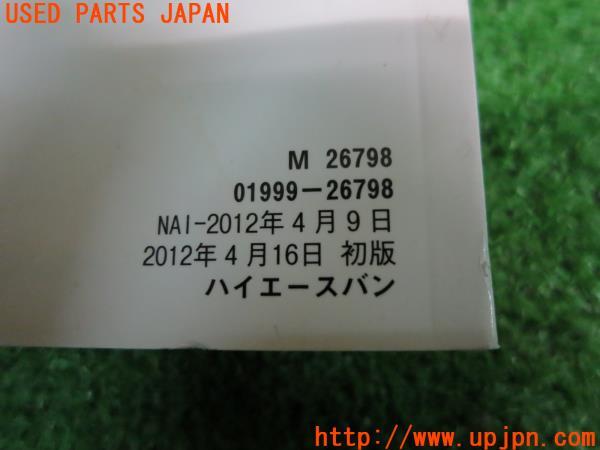 USED PARTS JAPAN
M 26798
01999-26798
NAI-2012年4月9日
2012年4月16日 初版
ハイエースバン
UPJ
http://www.upjpn.com/